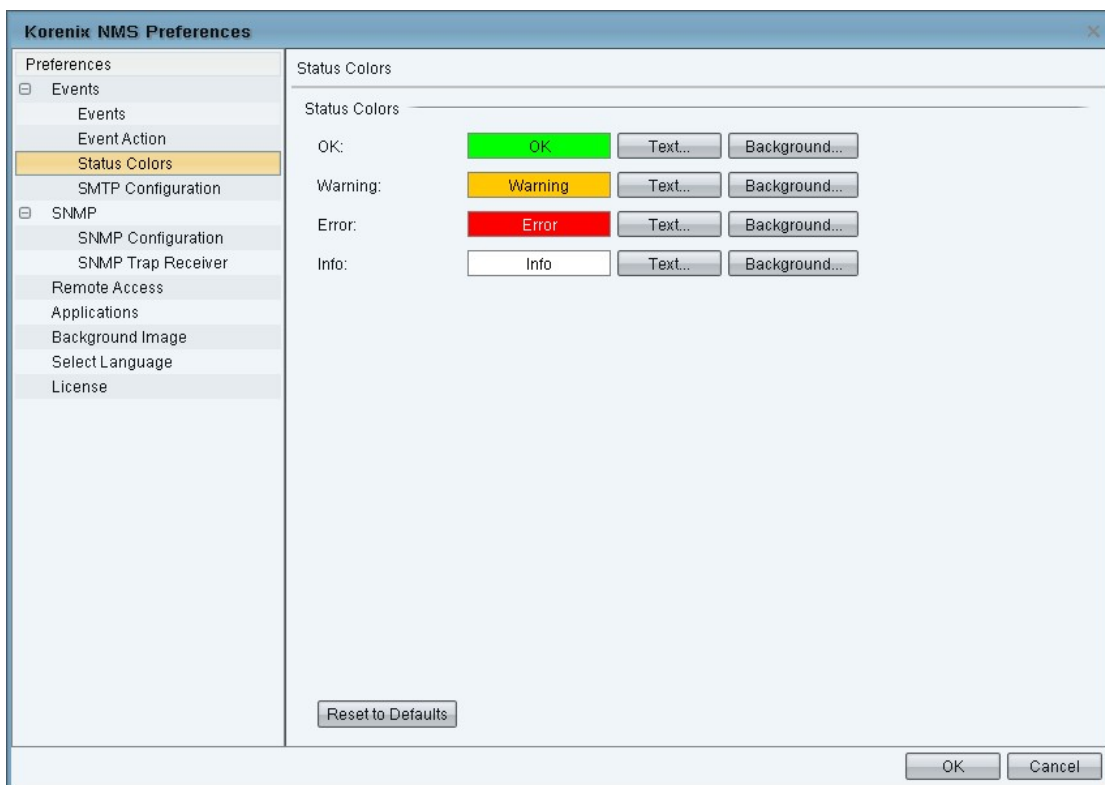 Korenix NMS Preferences
Preferences
Events
Events
Event Action
Status Colors
SMTP Configuration
SNMP
SNMP Configuration
SNMP Trap Receiver
Remote Access
Applications
Background Image
Select Language
License
Status Colors
Status Colors
OK: OK Text... Background...
Warning: Warning Text... Background...
Error: Error Text... Background...
Info: Info Text... Background...
Reset to Defaults
OK Cancel